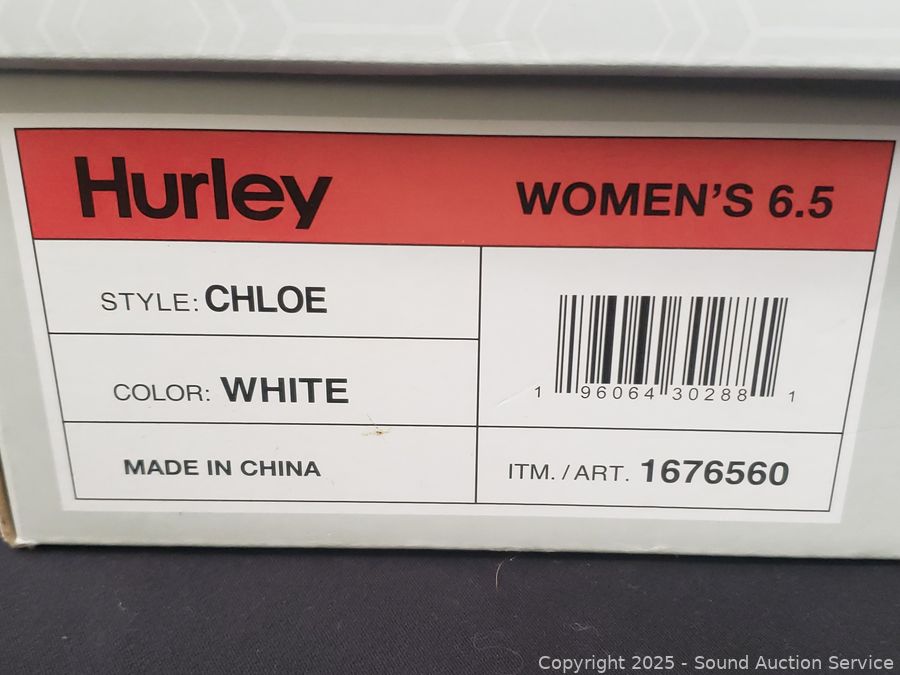 Hurley
WOMEN'S 6.5
STYLE: CHLOE
COLOR: WHITE
MADE IN CHINA
1 96064 30288 1
ITM. / ART. 1676560
Copyright 2025 - Sound Auction Service